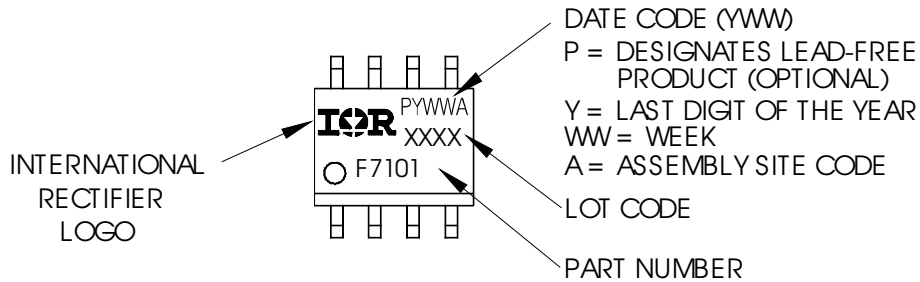 DATE CODE (YWW)
P = DESIGNATES LEAD-FREE
PRODUCT (OPTIONAL)
Y = LAST DIGIT OF THE YEAR
WW = WEEK
A = ASSEMBLY SITE CODE
LOT CODE
PART NUMBER
INTERNATIONAL
RECTIFIER
LOGO
IOR
PYWWA
XXXX
F7101